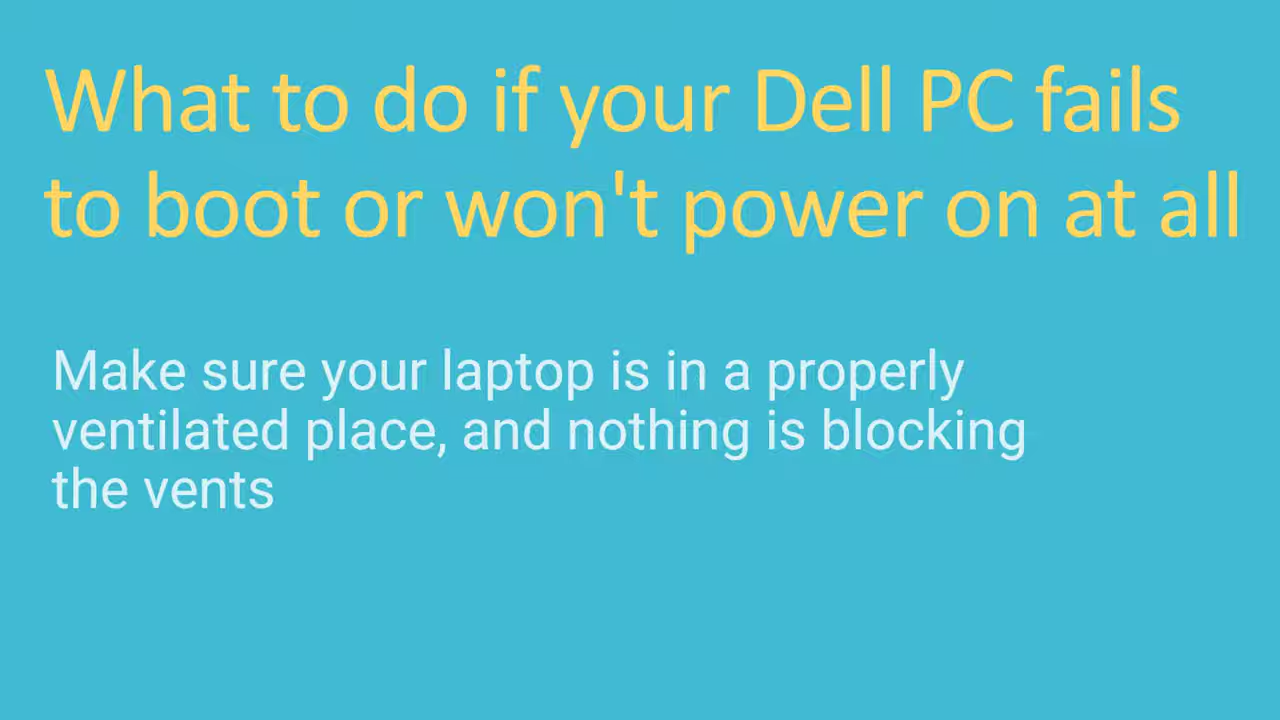 What to do if your Dell PC fails
to boot or won't power on at all
Make sure your laptop is in a properly
ventilated place, and nothing is blocking
the vents